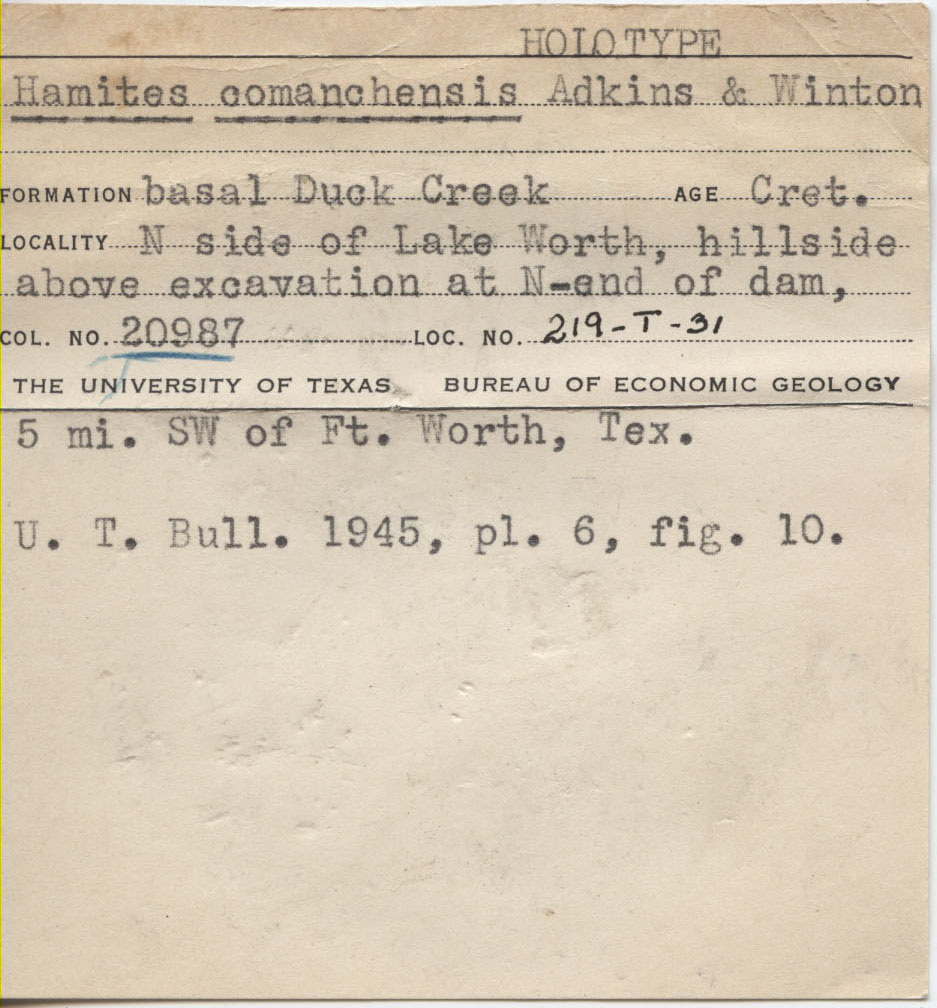 HOLOTYPE
Hamites comanchensis Adkins & Winton
FORMATION basal Duck Creek AGE Cret.
LOCALITY N side of Lake Worth, hillside
above excavation at N-end of dam,
COL. NO. 20987 LOC. NO. 219-T-31
THE UNIVERSITY OF TEXAS BUREAU OF ECONOMIC GEOLOGY
5 mi. SW of Ft. Worth, Tex.
U. T. Bull. 1945, pl. 6, fig. 10.